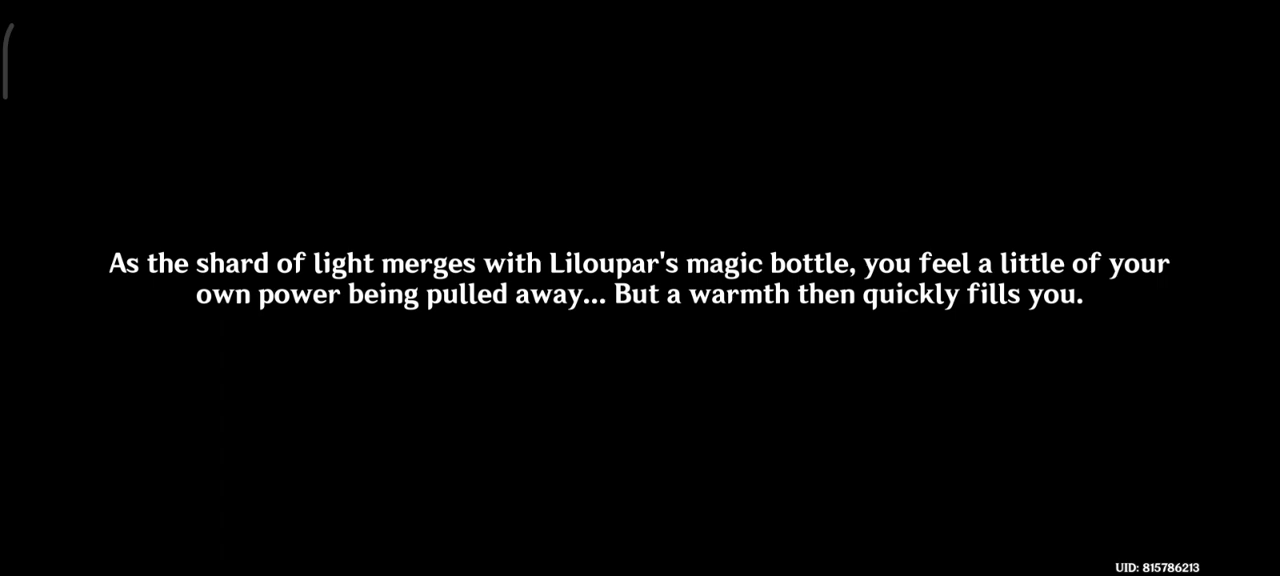 As the shard of light merges with Liloupar's magic bottle, you feel a little of your
own power being pulled away... But a warmth then quickly fills you.
UID: 815786213